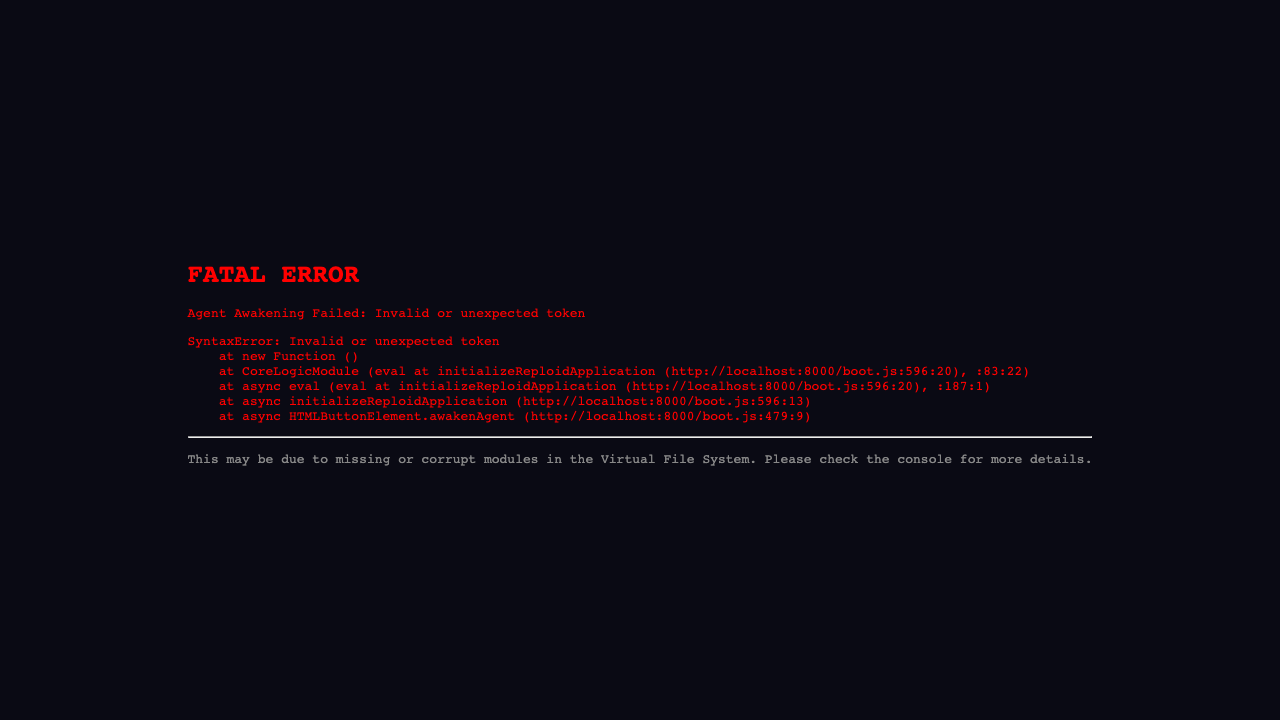 FATAL ERROR
Agent Awakening Failed: Invalid or unexpected token
SyntaxError: Invalid or unexpected token
    at new Function ()
    at CoreLogicModule (eval at initializeReploidApplication (http://localhost:8000/boot.js:596:20), :83:22)
    at async eval (eval at initializeReploidApplication (http://localhost:8000/boot.js:596:20), :187:1)
    at async initializeReploidApplication (http://localhost:8000/boot.js:596:13)
    at async HTMLButtonElement.awakenAgent (http://localhost:8000/boot.js:479:9)
This may be due to missing or corrupt modules in the Virtual File System. Please check the console for more details.